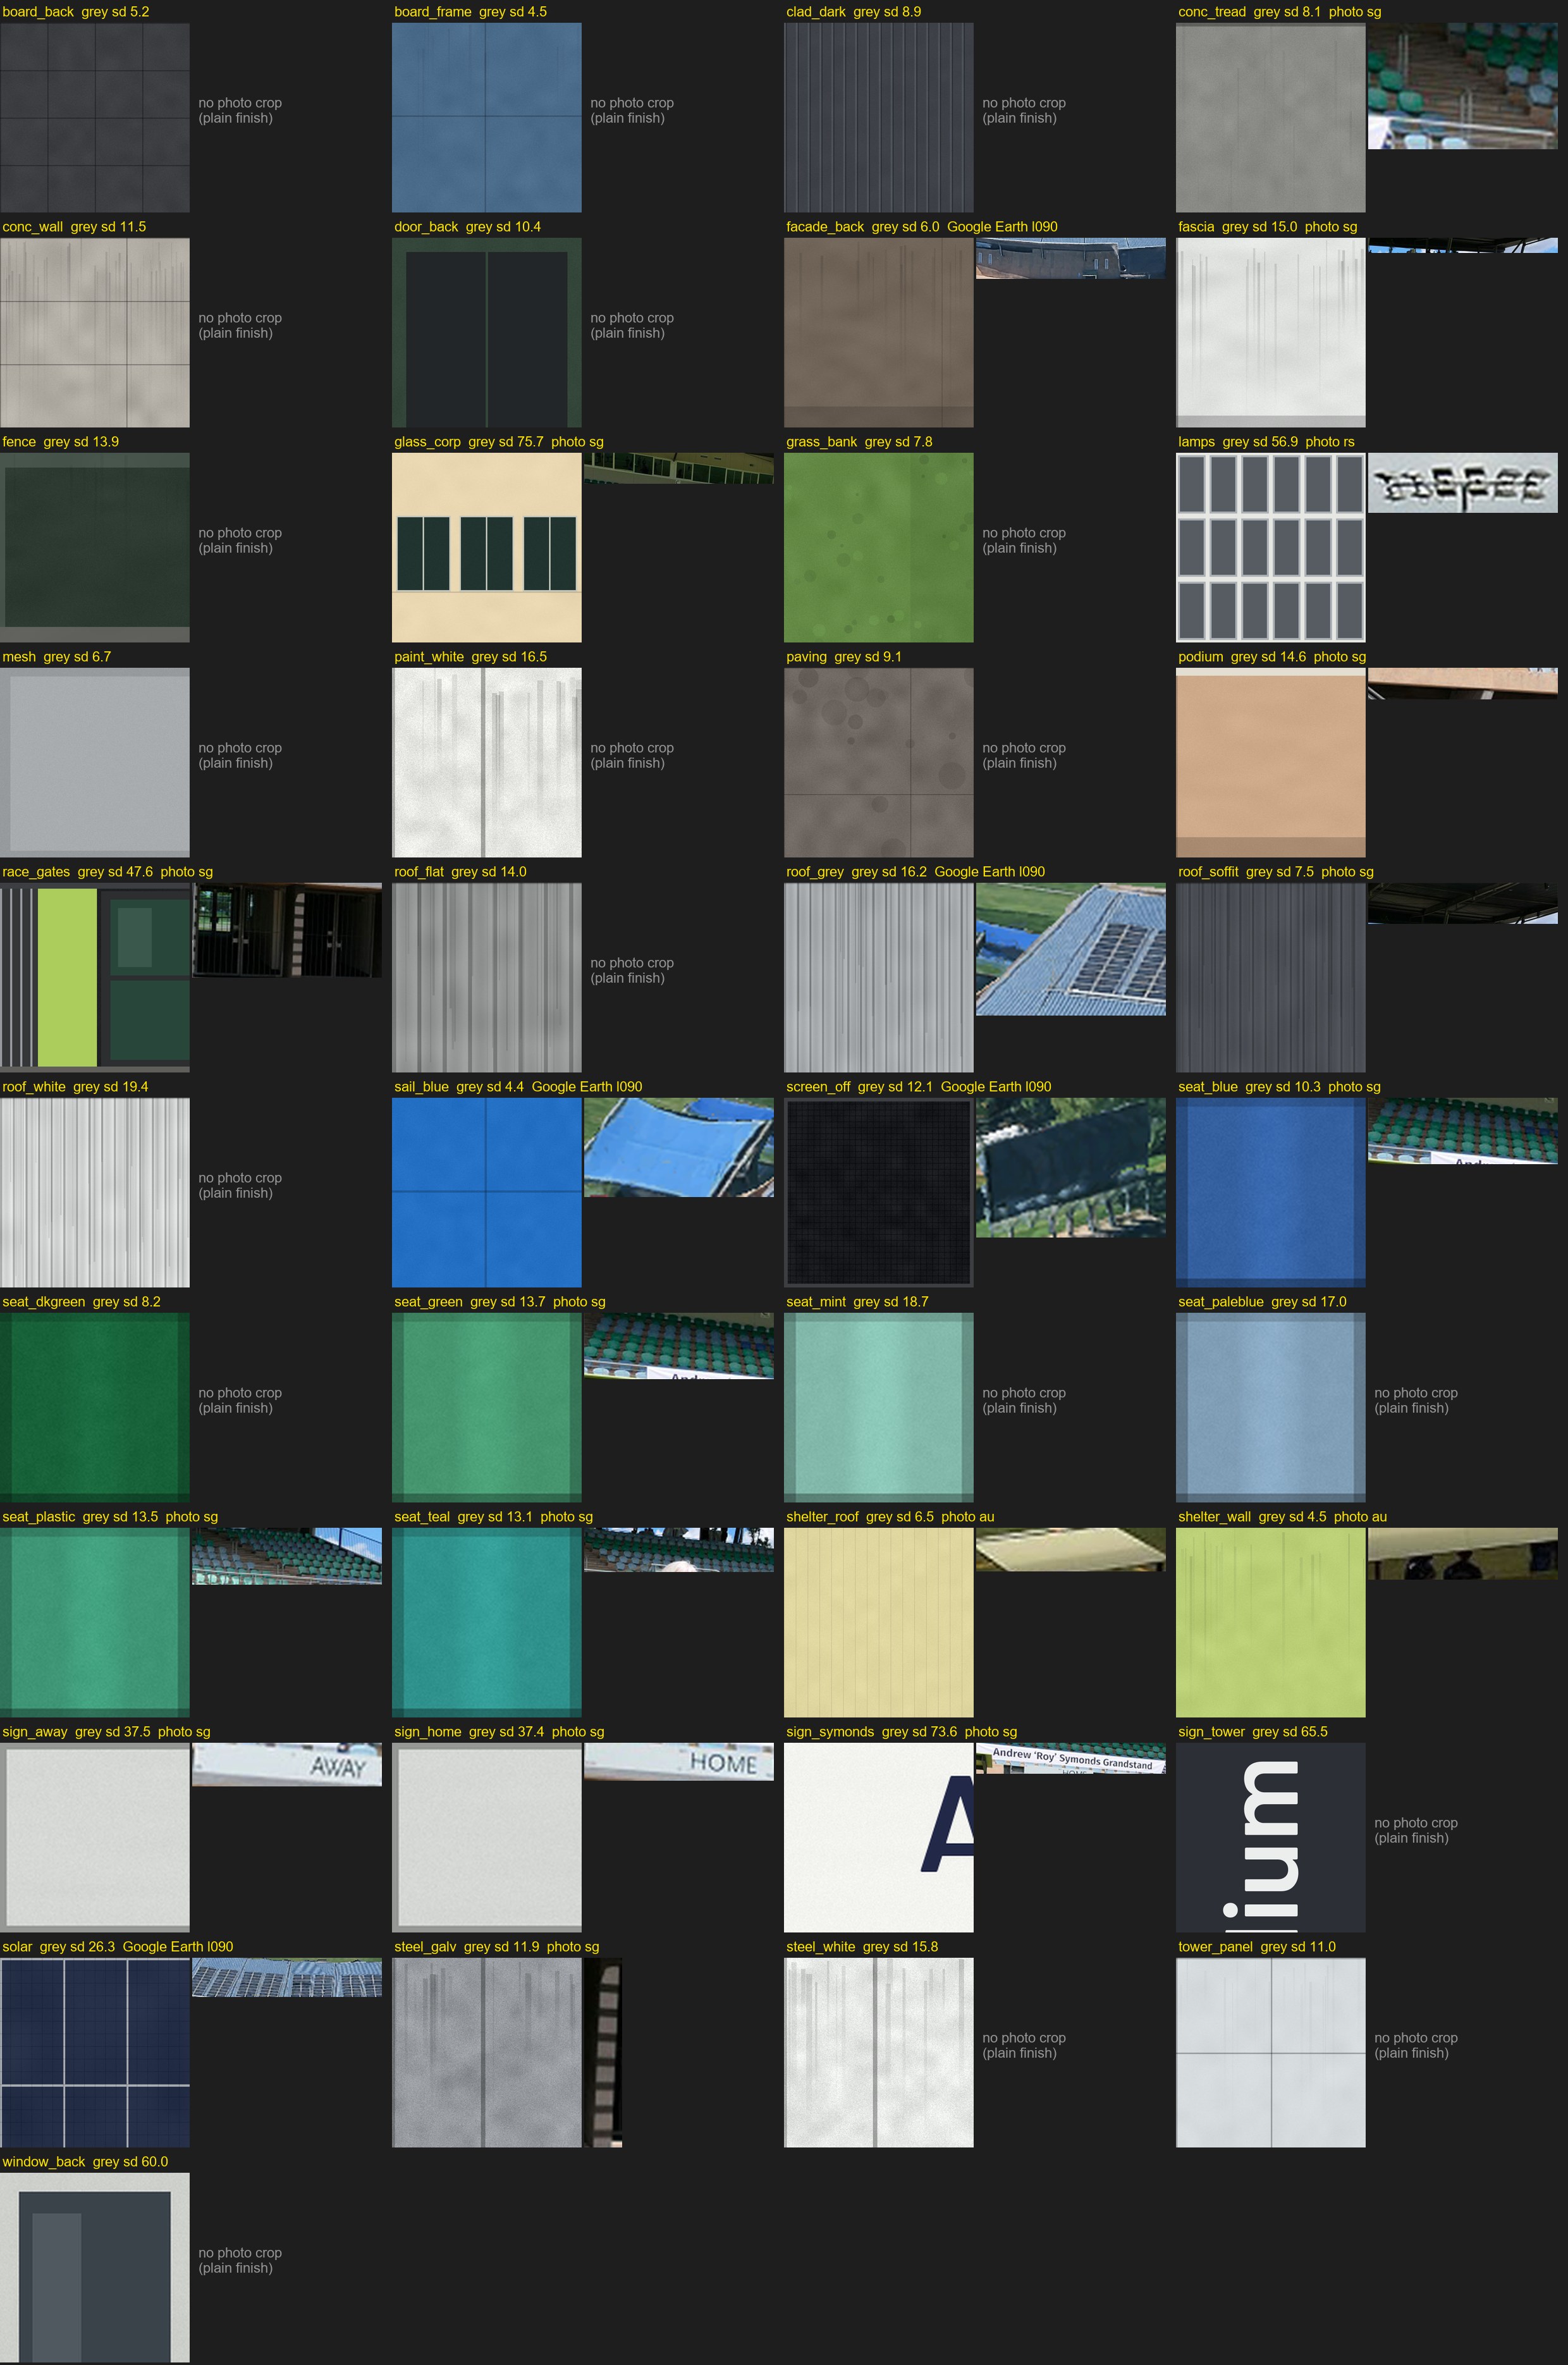 board_back grey sd 5.2
board_frame grey sd 4.5
clad_dark grey sd 8.9
conc_tread grey sd 8.1 photo sg
no photo crop
(plain finish)
no photo crop
(plain finish)
no photo crop
(plain finish)
conc_wall grey sd 11.5
door_back grey sd 10.4
facade_back grey sd 6.0 Google Earth l090
fascia grey sd 15.0 photo sg
no photo crop
(plain finish)
no photo crop
(plain finish)
fence grey sd 13.9
glass_corp grey sd 75.7 photo sg
grass_bank grey sd 7.8
lamps grey sd 56.9 photo rs
no photo crop
(plain finish)
no photo crop
(plain finish)
mesh grey sd 6.7
paint_white grey sd 16.5
paving grey sd 9.1
podium grey sd 14.6 photo sg
no photo crop
(plain finish)
no photo crop
(plain finish)
no photo crop
(plain finish)
race_gates grey sd 47.6 photo sg
roof_flat grey sd 14.0
roof_grey grey sd 16.2 Google Earth l090
roof_soffit grey sd 7.5 photo sg
no photo crop
(plain finish)
roof_white grey sd 19.4
sail_blue grey sd 4.4 Google Earth l090
screen_off grey sd 12.1 Google Earth l090
seat_blue grey sd 10.3 photo sg
no photo crop
(plain finish)
seat_dkgreen grey sd 8.2
seat_green grey sd 13.7 photo sg
seat_mint grey sd 18.7
seat_paleblue grey sd 17.0
no photo crop
(plain finish)
no photo crop
(plain finish)
no photo crop
(plain finish)
seat_plastic grey sd 13.5 photo sg
seat_teal grey sd 13.1 photo sg
shelter_roof grey sd 6.5 photo au
shelter_wall grey sd 4.5 photo au
sign_away grey sd 37.5 photo sg
sign_home grey sd 37.4 photo sg
sign_symonds grey sd 73.6 photo sg
sign_tower grey sd 65.5
AWAY
HOME
A
Andrew 'Roy' Symonds Grandstand
ium
no photo crop
(plain finish)
solar grey sd 26.3 Google Earth l090
steel_galv grey sd 11.9 photo sg
steel_white grey sd 15.8
tower_panel grey sd 11.0
no photo crop
(plain finish)
no photo crop
(plain finish)
window_back grey sd 60.0
no photo crop
(plain finish)